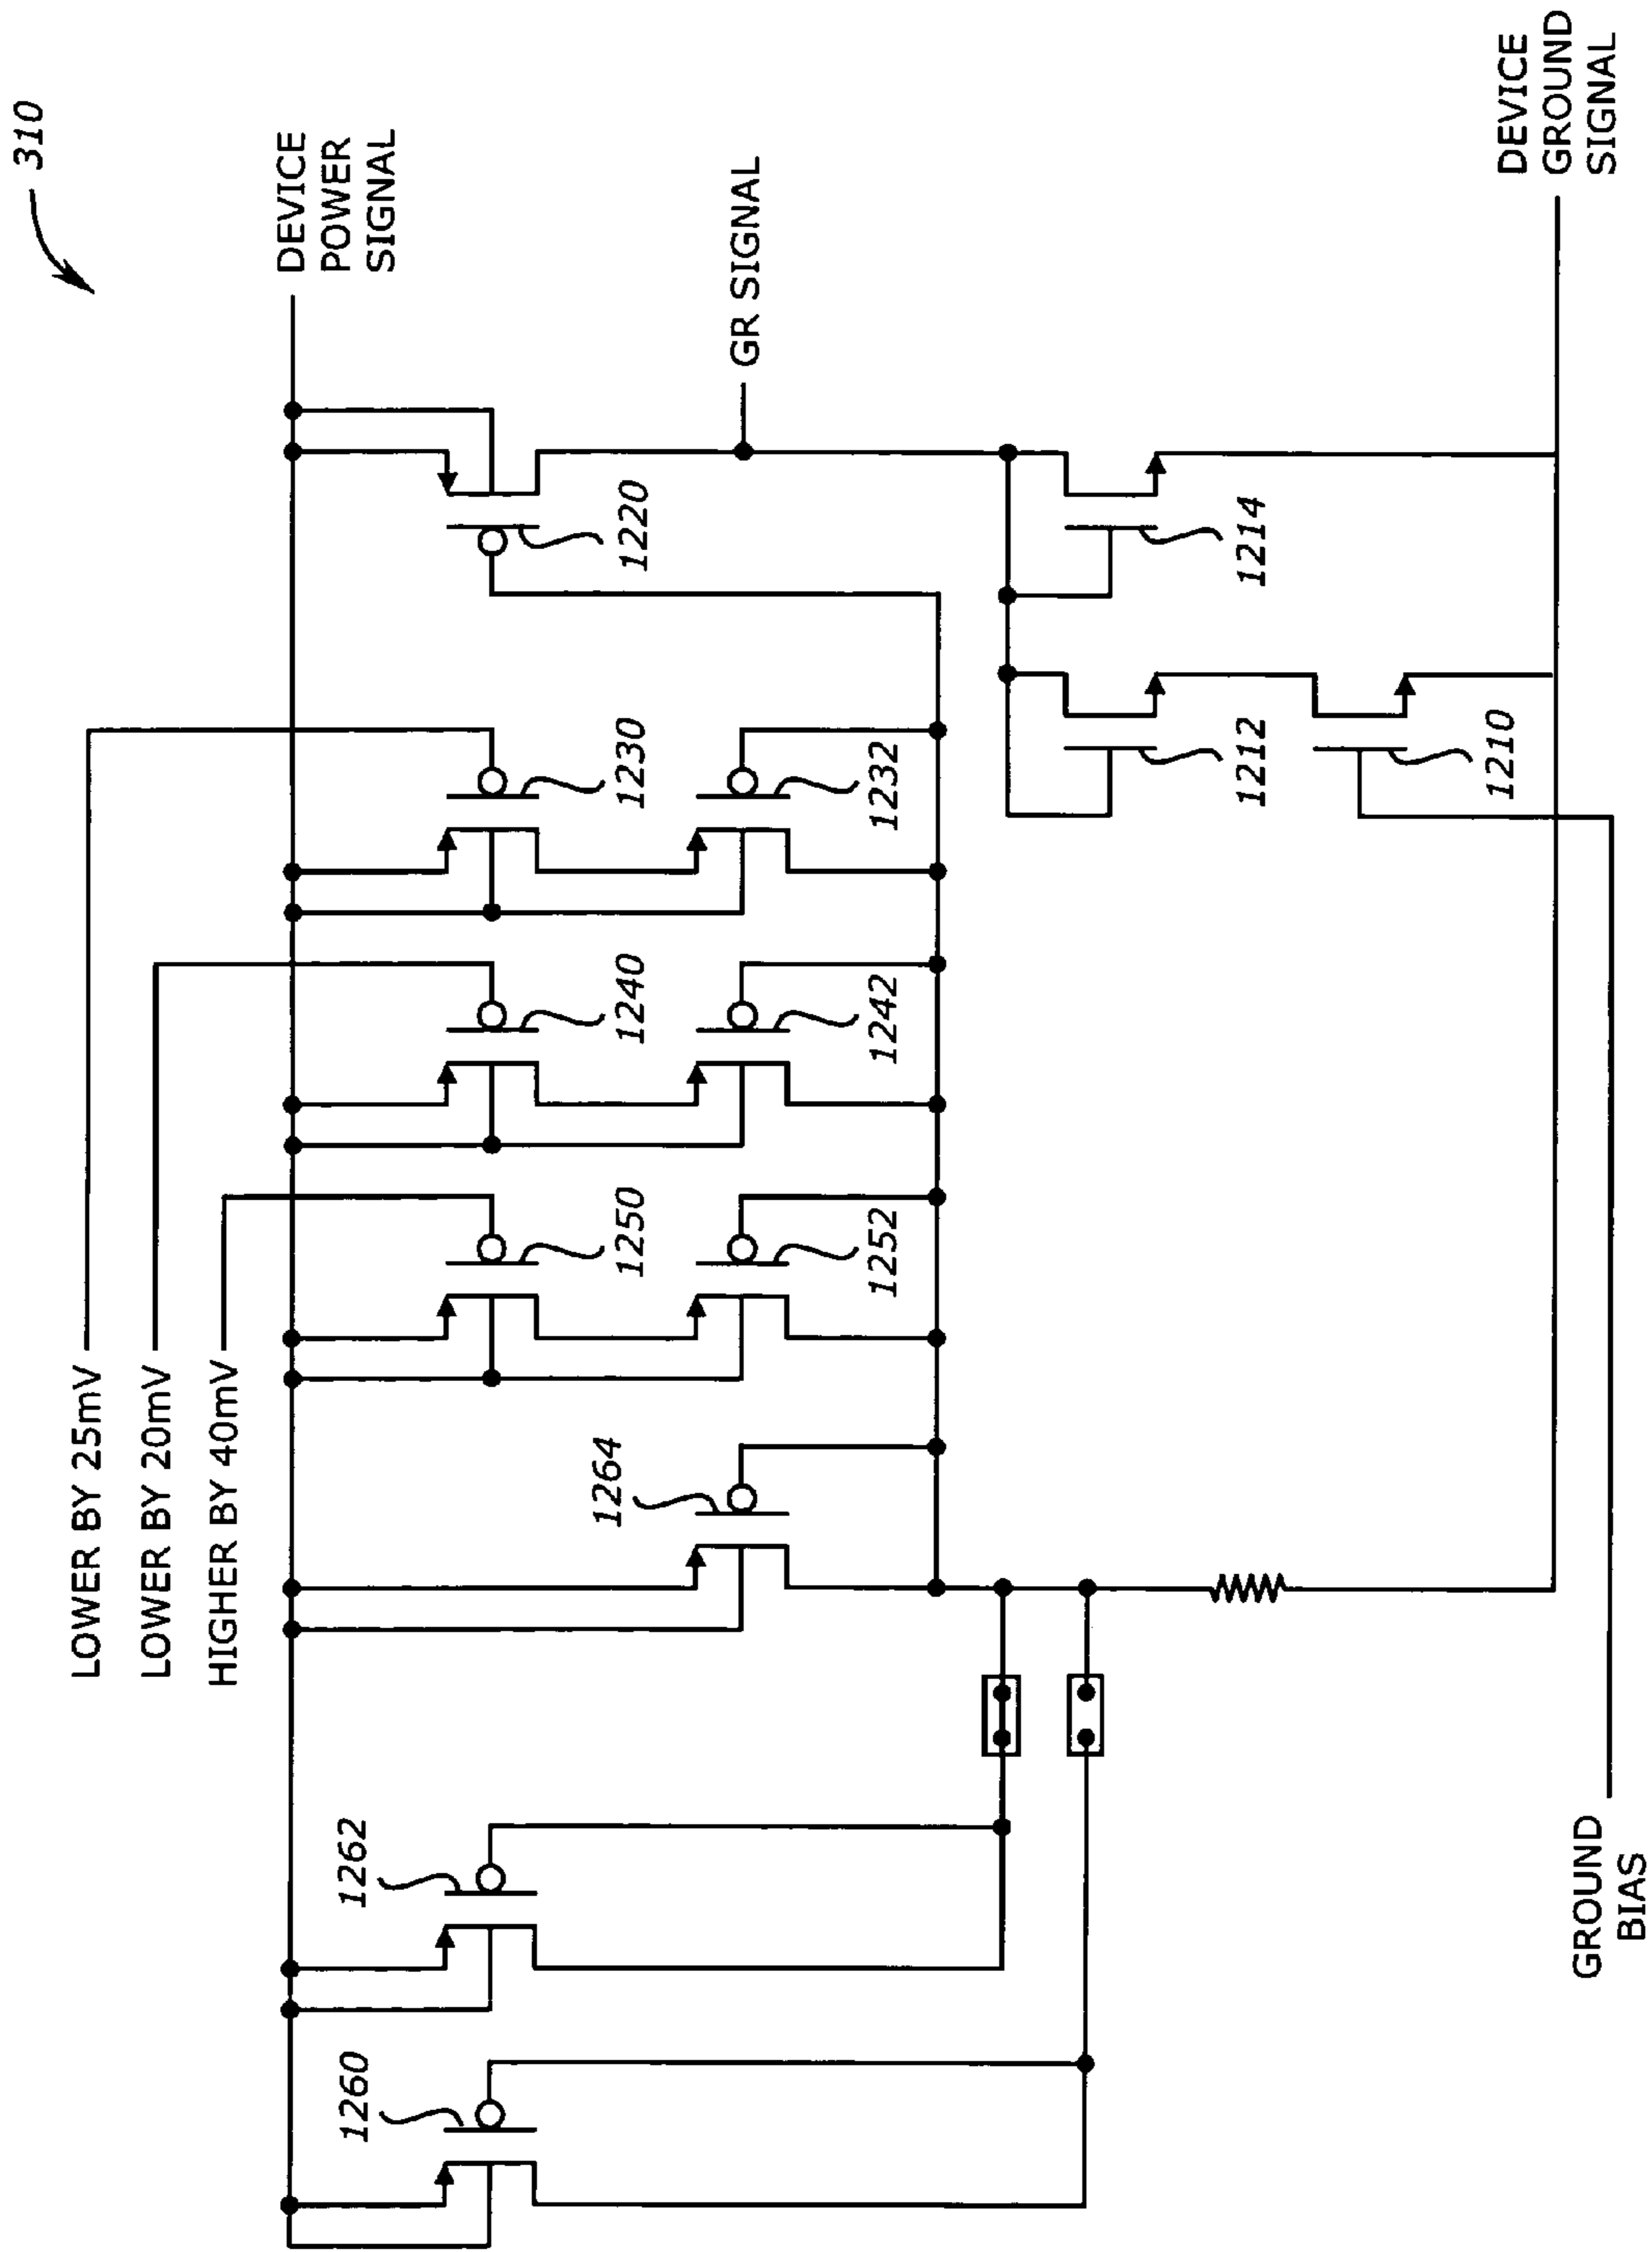 310
LOWER BY 25mV
LOWER BY 20mV
HIGHER BY 40mV
DEVICE
POWER
SIGNAL
1260
1262
1264
1250
1240
1230
1220
1252
1242
1232
GR SIGNAL
1212
1214
1210
GROUND
BIAS
DEVICE
GROUND
SIGNAL